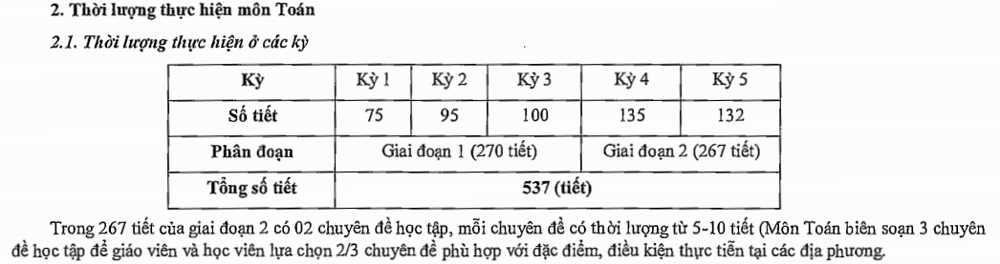 2. Thời lượng thực hiện môn Toán
2.1. Thời lượng thực hiện ở các kỳ
Kỳ Kỳ 1 Kỳ 2 Kỳ 3 Kỳ 4 Kỳ 5
Số tiết 75 95 100 135 132
Phân đoạn Giai đoạn 1 (270 tiết) Giai đoạn 2 (267 tiết)
Tổng số tiết 537 (tiết)
Trong 267 tiết của giai đoạn 2 có 02 chuyên đề học tập, mỗi chuyên đề có thời lượng từ 5-10 tiết (Môn Toán biên soạn 3 chuyên
đề học tập để giáo viên và học viên lựa chọn 2/3 chuyên đề phù hợp với đặc điểm, điều kiện thực tiễn tại các địa phương.